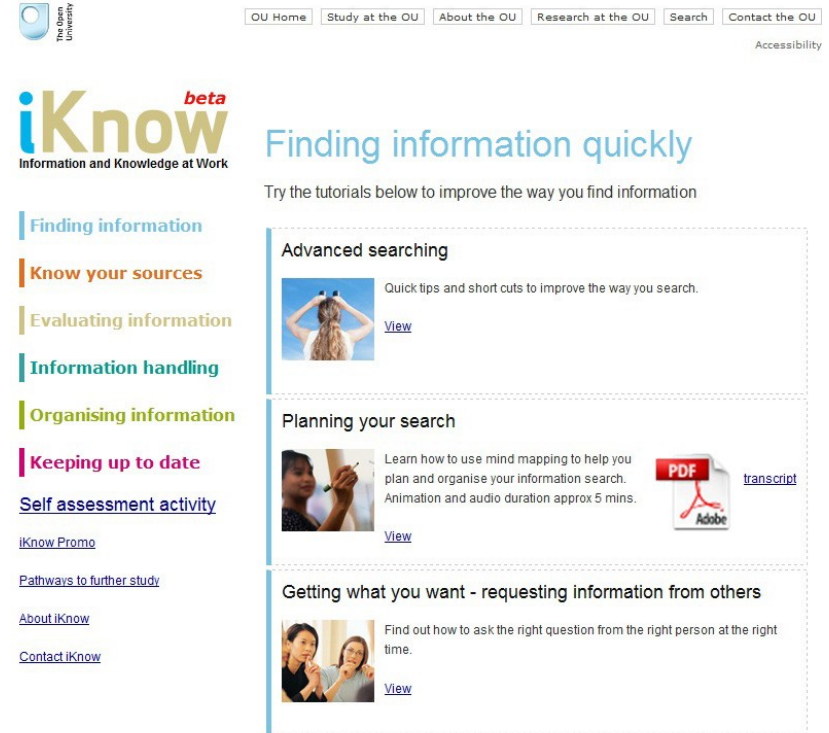 The Open
University
OU Home Study at the OU About the OU Research at the OU Search Contact the OU
Accessibility
beta
iKnow
Information and Knowledge at Work
Finding information
Know your sources
Evaluating information
Information handling
Organising information
Keeping up to date
Self assessment activity
iKnow Promo
Pathways to further study
About iKnow
Contact iKnow
Finding information quickly
Try the tutorials below to improve the way you find information
Advanced searching
Quick tips and short cuts to improve the way you search.
View
Planning your search
Learn how to use mind mapping to help you
plan and organise your information search.
Animation and audio duration approx 5 mins.
View
PDF
Adobe
transcript
Getting what you want - requesting information from others
Find out how to ask the right question from the right person at the right
time.
View